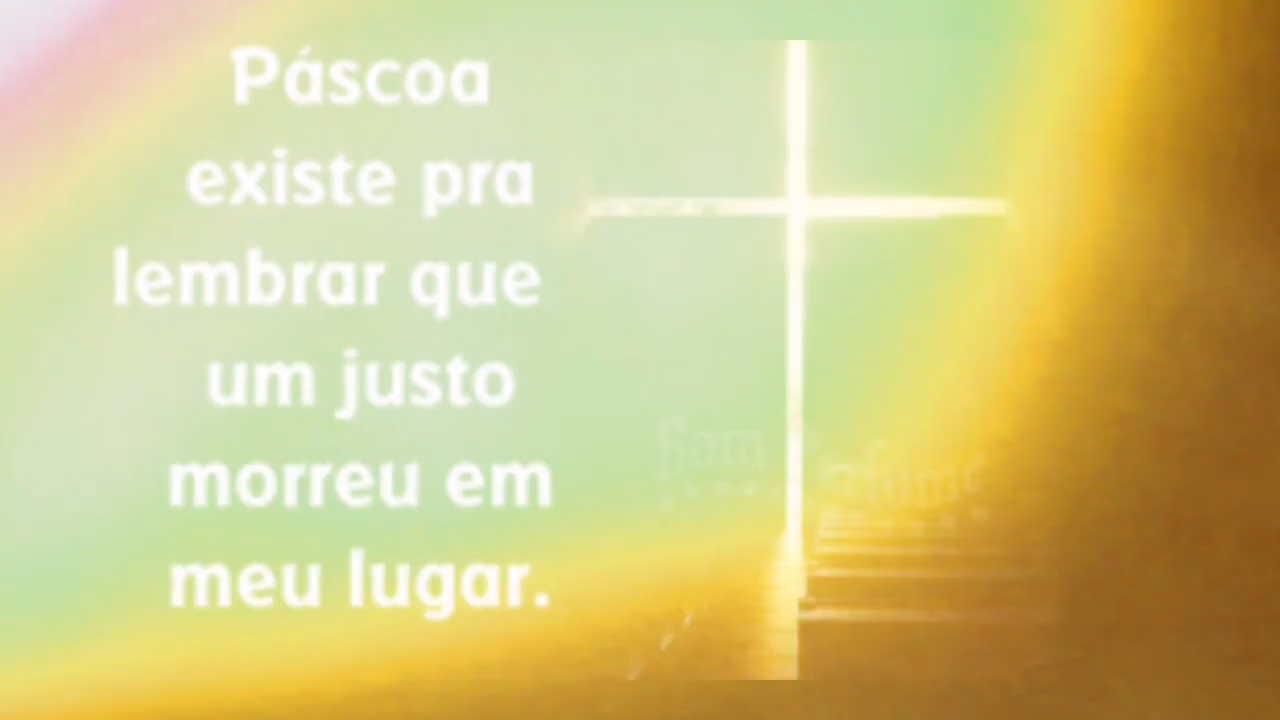 Páscoa
existe pra
lembrar que
um justo
morreu em
meu lugar.